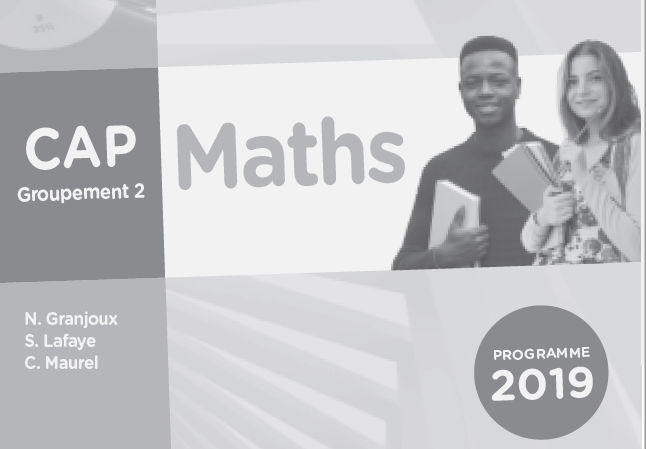 CAP
Groupement 2
Maths
N. Granjoux
S. Lafaye
C. Maurel
PROGRAMME
2019